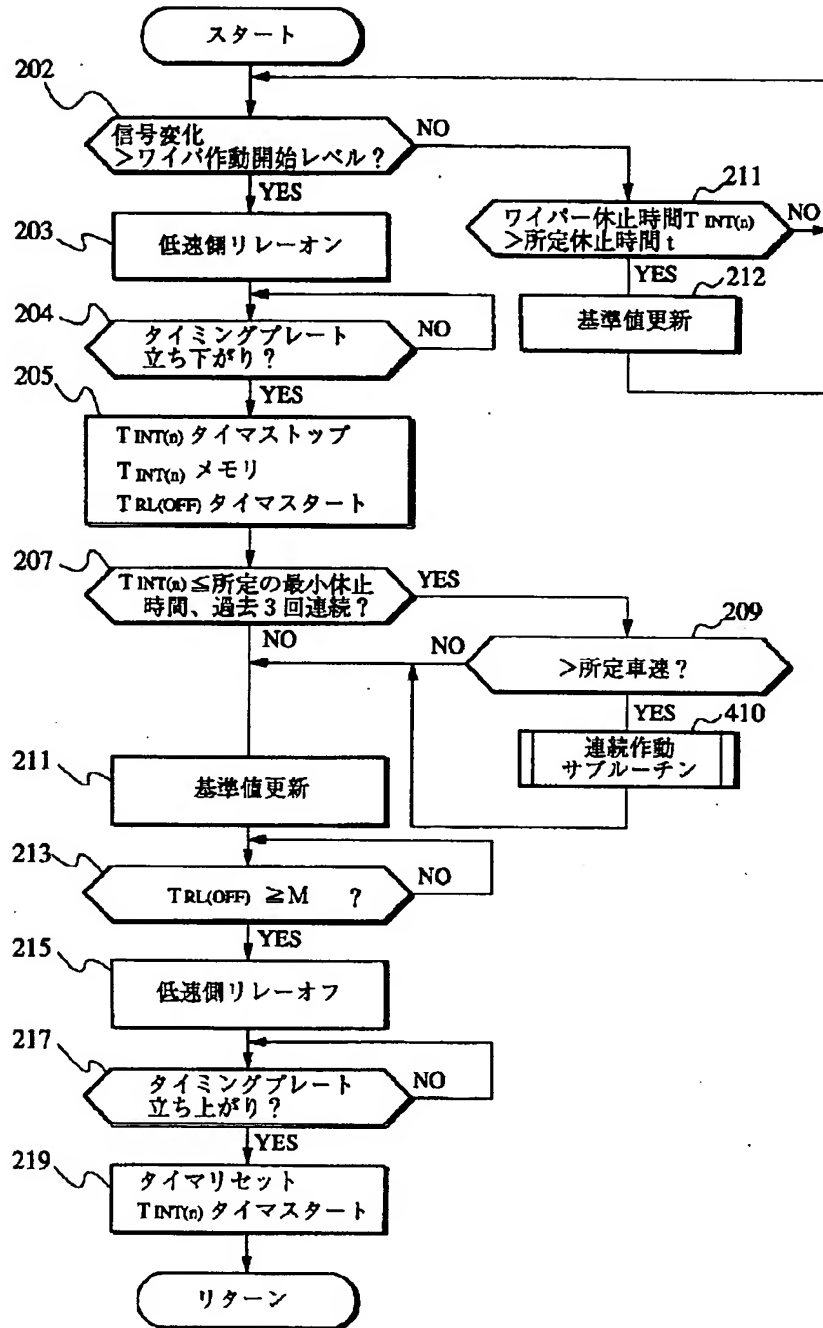 スタート
202
信号変化
>ワイパ作動開始レベル?
NO
YES
211
ワイパー休止時間T INT(n)
>所定休止時間 t
NO
YES
203
低速側リレーオン
212
基準値更新
204
タイミングプレート
立ち下がり?
NO
YES
205
T INT(n) タイマストップ
T INT(n) メモリ
T RL(OFF) タイマスタート
207
T INT(n) ≦所定の最小休止
時間、過去3回連続?
YES
NO
209
>所定車速?
NO
YES
410
連続作動
サブルーチン
211
基準値更新
213
T RL(OFF) ≧M ?
NO
YES
215
低速側リレーオフ
217
タイミングプレート
立ち上がり?
NO
YES
219
タイマリセット
T INT(n) タイマスタート
リターン